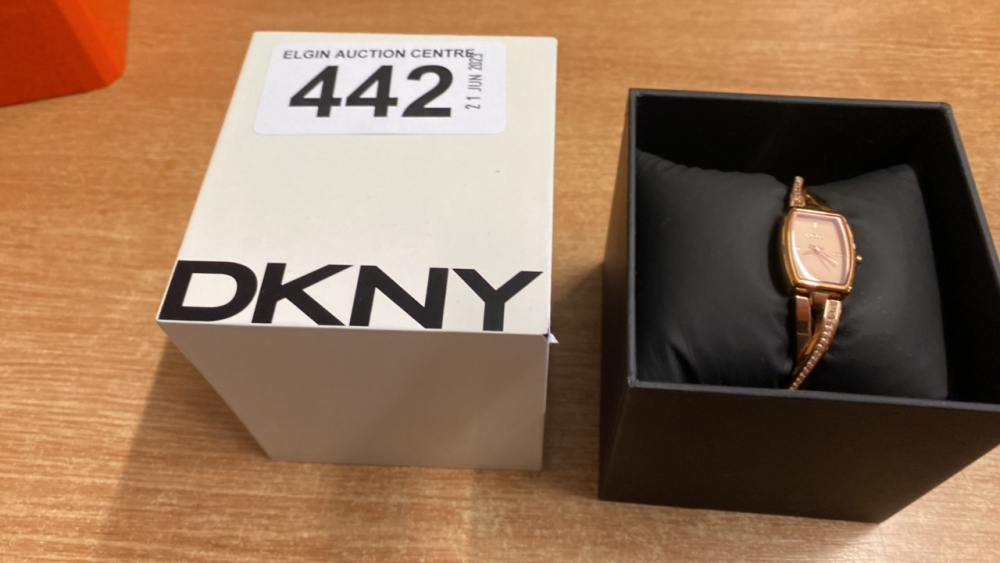 ELGIN AUCTION CENTRE
442
21 JUN 2023
DKNY